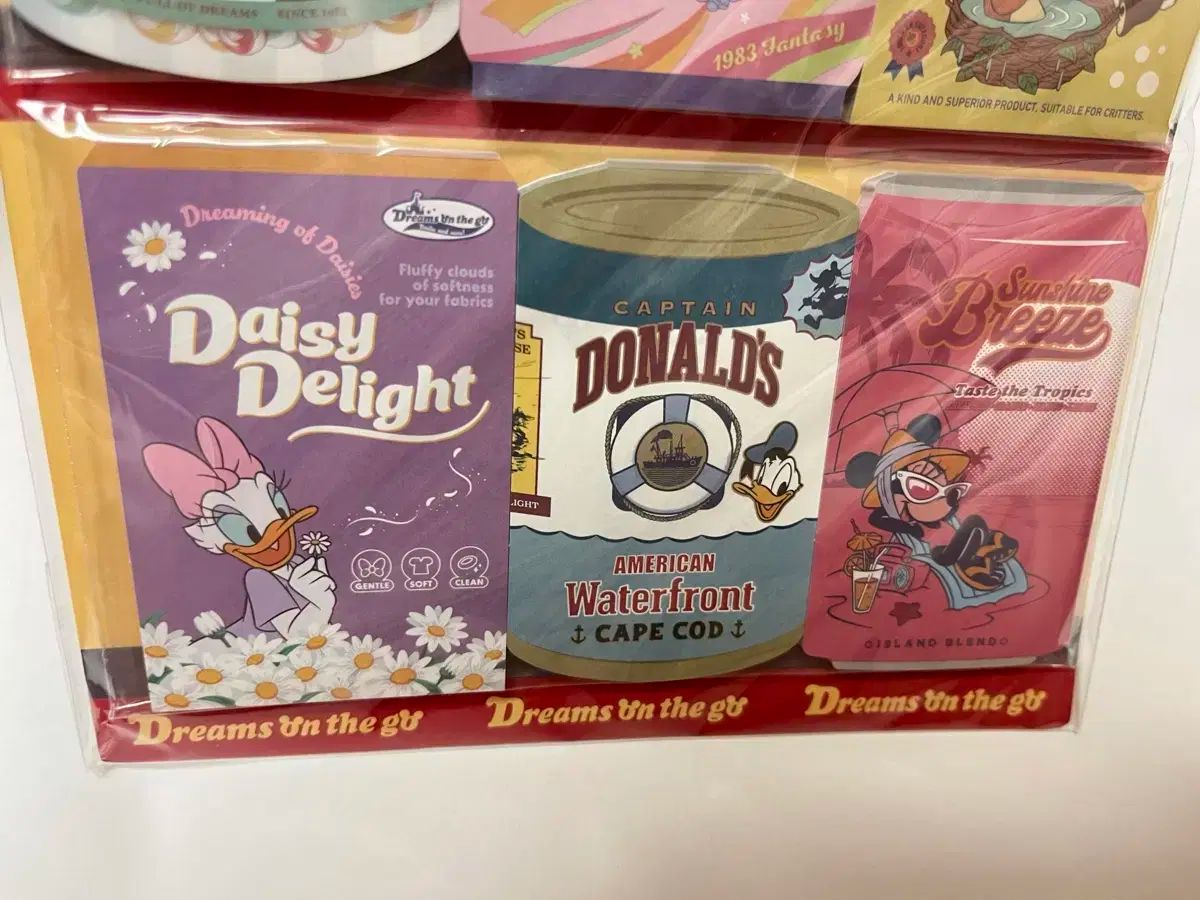 FULL OF DREAMS SINCE
1983 Fantasy
A KIND AND SUPERIOR PRODUCT, SUITABLE FOR CRITTERS.
Dreaming of Daisies
Dreams On the go
Fluffy clouds
of softness
for your fabrics
Daisy
Delight
GENTLE
SOFT
CLEAN
LIGHT
CAPTAIN
DONALD'S
AMERICAN
Waterfront
CAPE COD
Sunshine
Breeze
Taste the Tropics
ISLAND BLEND
Dreams On the go
Dreams On the go
Dreams On the go